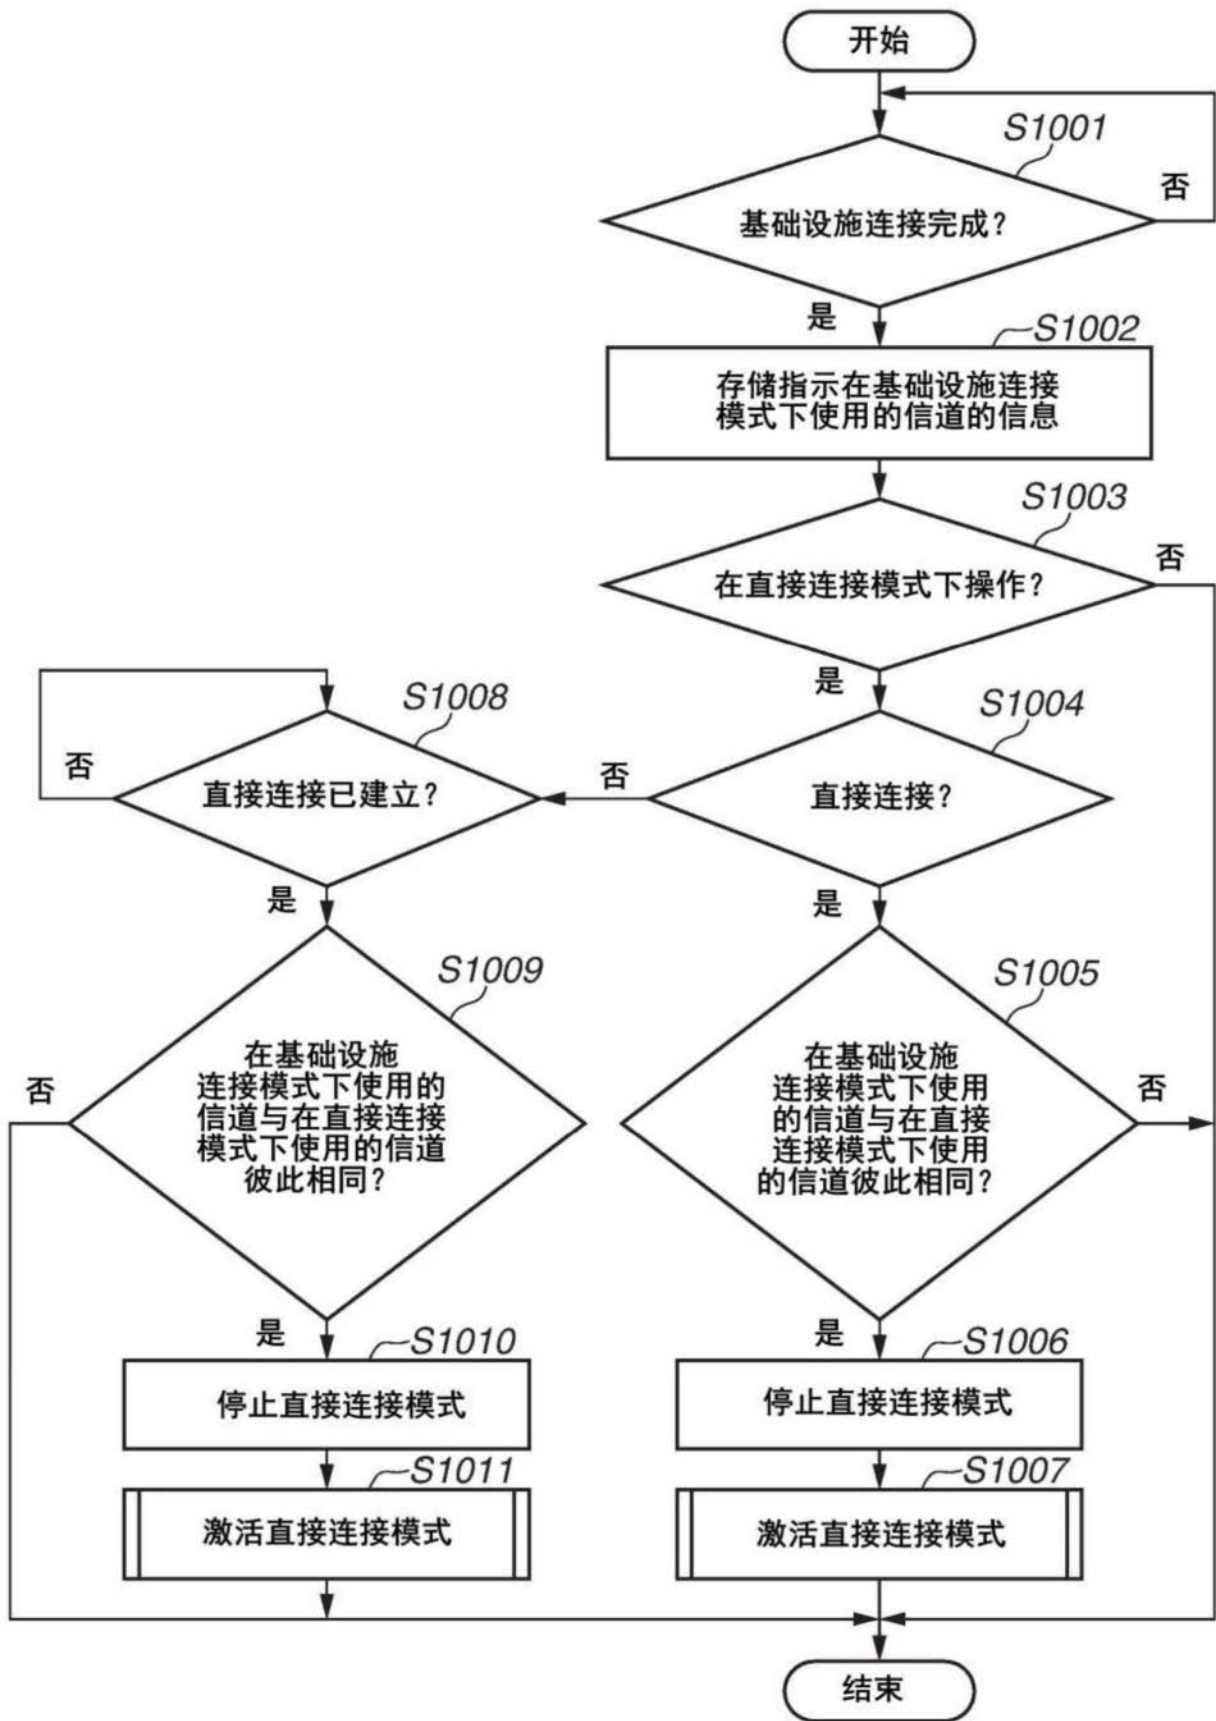 开始
S1001
否
基础设施连接完成？
是
S1002
存储指示在基础设施连接
模式下使用的信道的信息
S1003
否
在直接连接模式下操作？
是
S1008
S1004
否
直接连接已建立？
否
直接连接？
是
是
S1009
S1005
否
在基础设施
连接模式下使用的
信道与在直接连接
模式下使用的信道
彼此相同？
在基础设施
连接模式下使用
的信道与在直接
连接模式下使用
的信道彼此相同？
否
是
是
S1010
S1006
停止直接连接模式
停止直接连接模式
S1011
S1007
激活直接连接模式
激活直接连接模式
结束